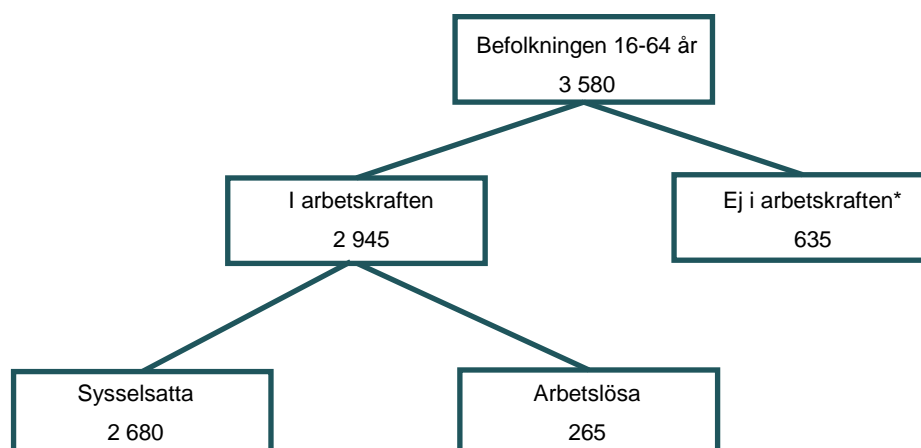 Befolkningen 16-64 år
3 580
I arbetskraften
2 945
Ej i arbetskraften*
635
Sysselsatta
2 680
Arbetslösa
265